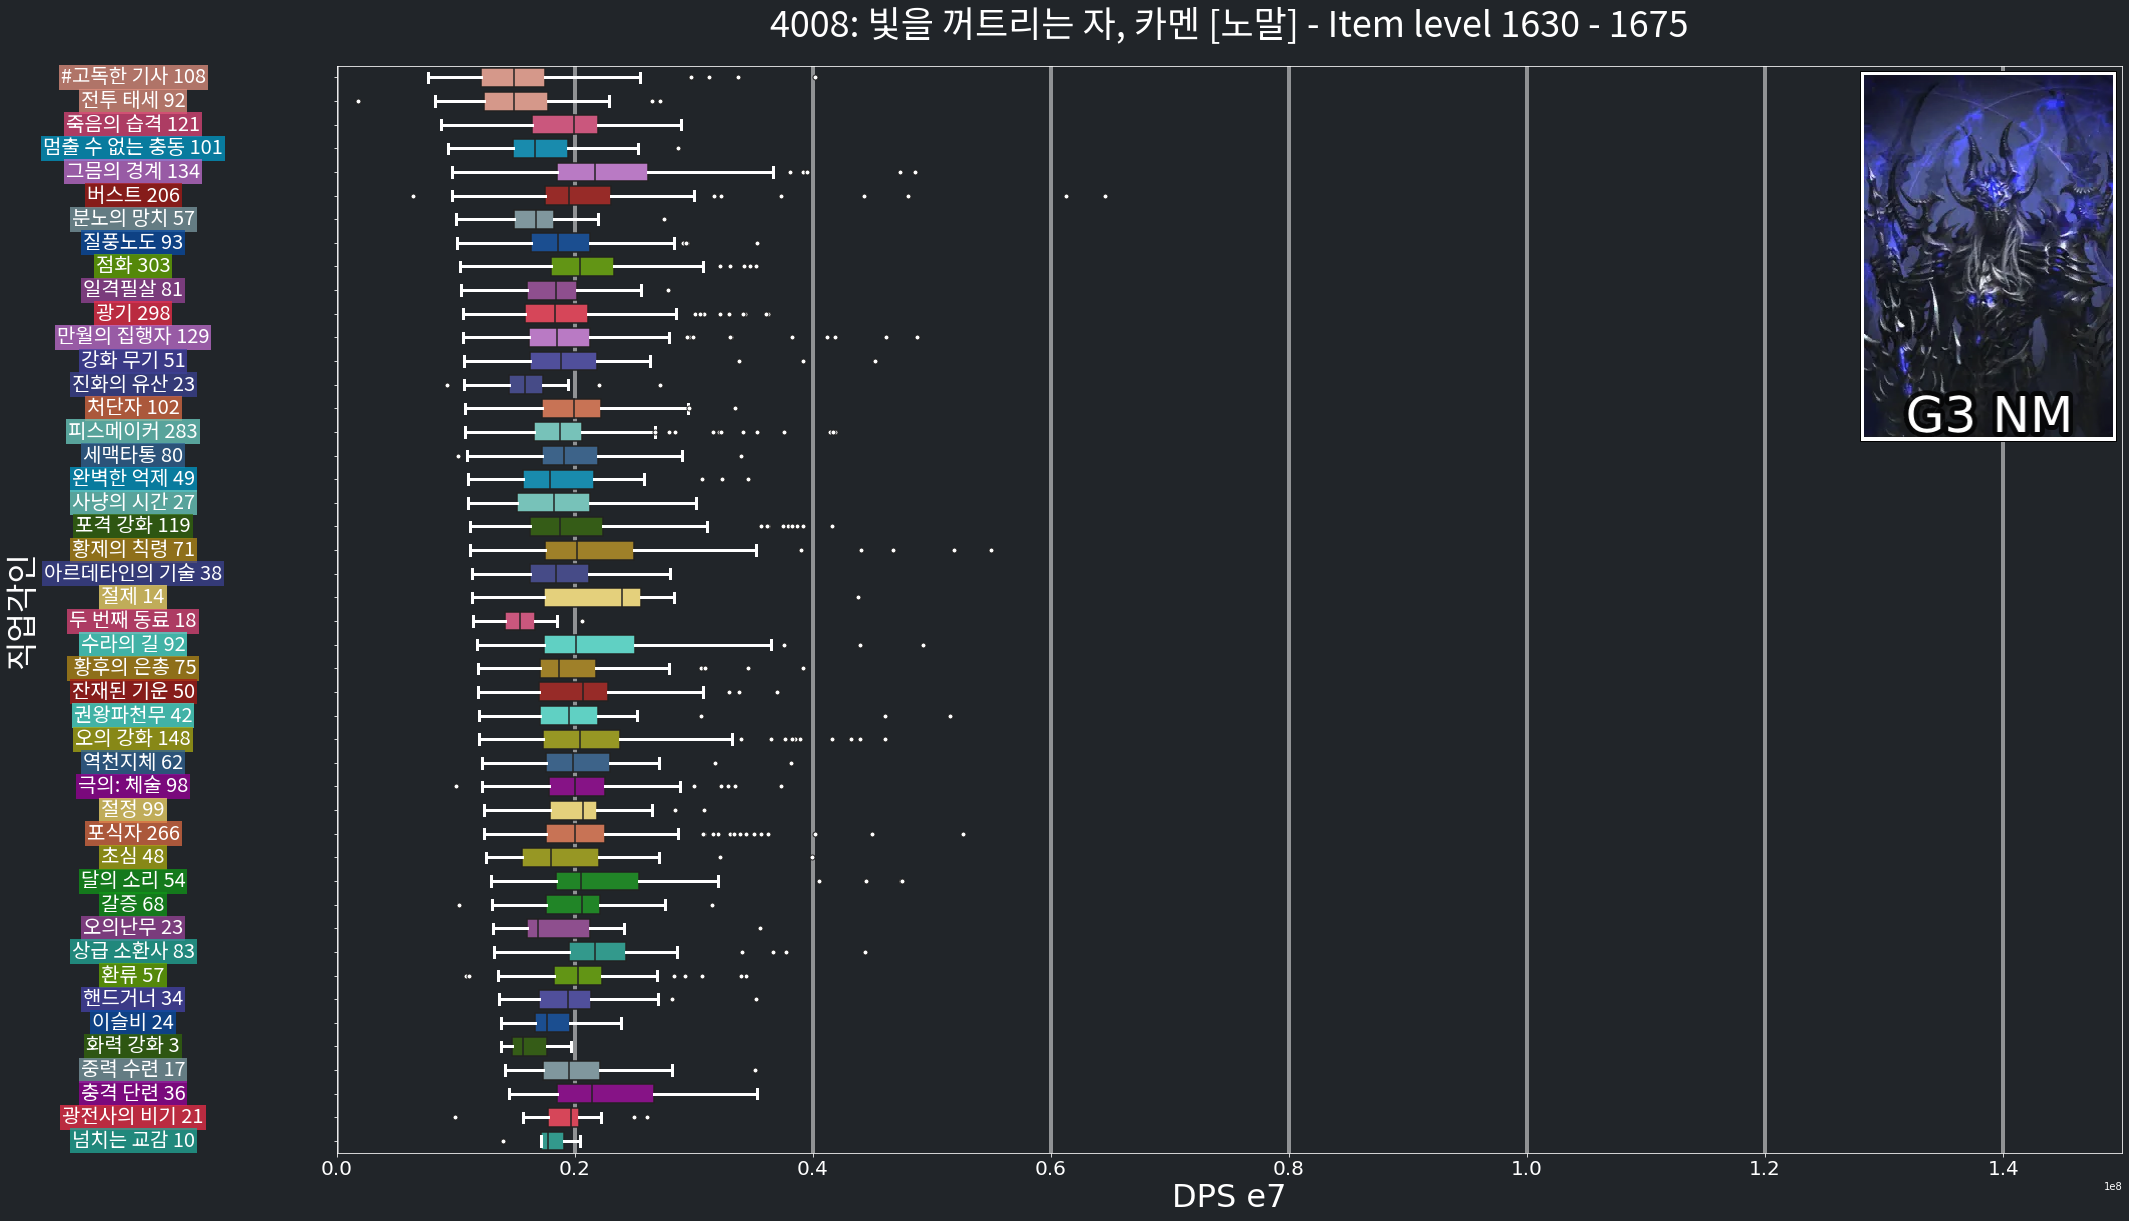 4008: 빛을 꺼트리는 자, 카멘 [노말] - Item level 1630 - 1675
#고독한 기사 108
전투 태세 92
죽음의 습격 121
멈출 수 없는 충동 101
그믐의 경계 134
버스트 206
분노의 망치 57
질풍노도 93
점화 303
일격필살 81
광기 298
만월의 집행자 129
강화 무기 51
진화의 유산 23
처단자 102
피스메이커 283
세맥타통 80
완벽한 억제 49
사냥의 시간 27
포격 강화 119
황제의 칙령 71
아르데타인의 기술 38
절제 14
두 번째 동료 18
수라의 길 92
황후의 은총 75
잔재된 기운 50
권왕파천무 42
오의 강화 148
역천지체 62
극의: 체술 98
절정 99
포식자 266
초심 48
달의 소리 54
갈증 68
오의난무 23
상급 소환사 83
환류 57
핸드거너 34
이슬비 24
화력 강화 3
중력 수련 17
충격 단련 36
광전사의 비기 21
넘치는 교감 10
직업각인
G3 NM
0.0 0.2 0.4 0.6 0.8 1.0 1.2 1.4
1e8
DPS e7